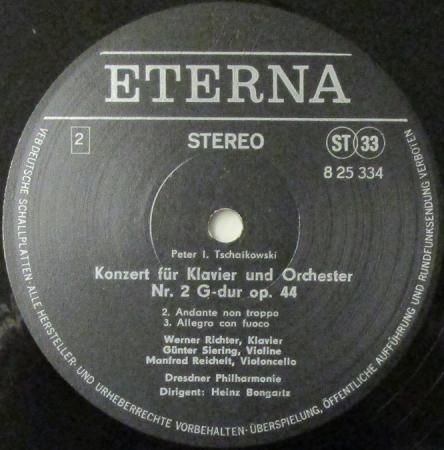 ETERNA
2
STEREO
ST 33
8 25 334
Peter I. Tschaikowski
Konzert für Klavier und Orchester
Nr. 2 G-dur op. 44
2. Andante non troppo
3. Allegro con fuoco
Werner Richter, Klavier
Günter Siering, Violine
Manfred Reichelt, Violoncello
Dresdner Philharmonie
Dirigent: Heinz Bongartz
VEB DEUTSCHE SCHALLPLATTEN · ALLE HERSTELLER- UND URHEBERRECHTE VORBEHALTEN · ÜBERSPIELUNG, ÖFFENTLICHE AUFFÜHRUNG UND RUNDFUNKSENDUNG VERBOTEN